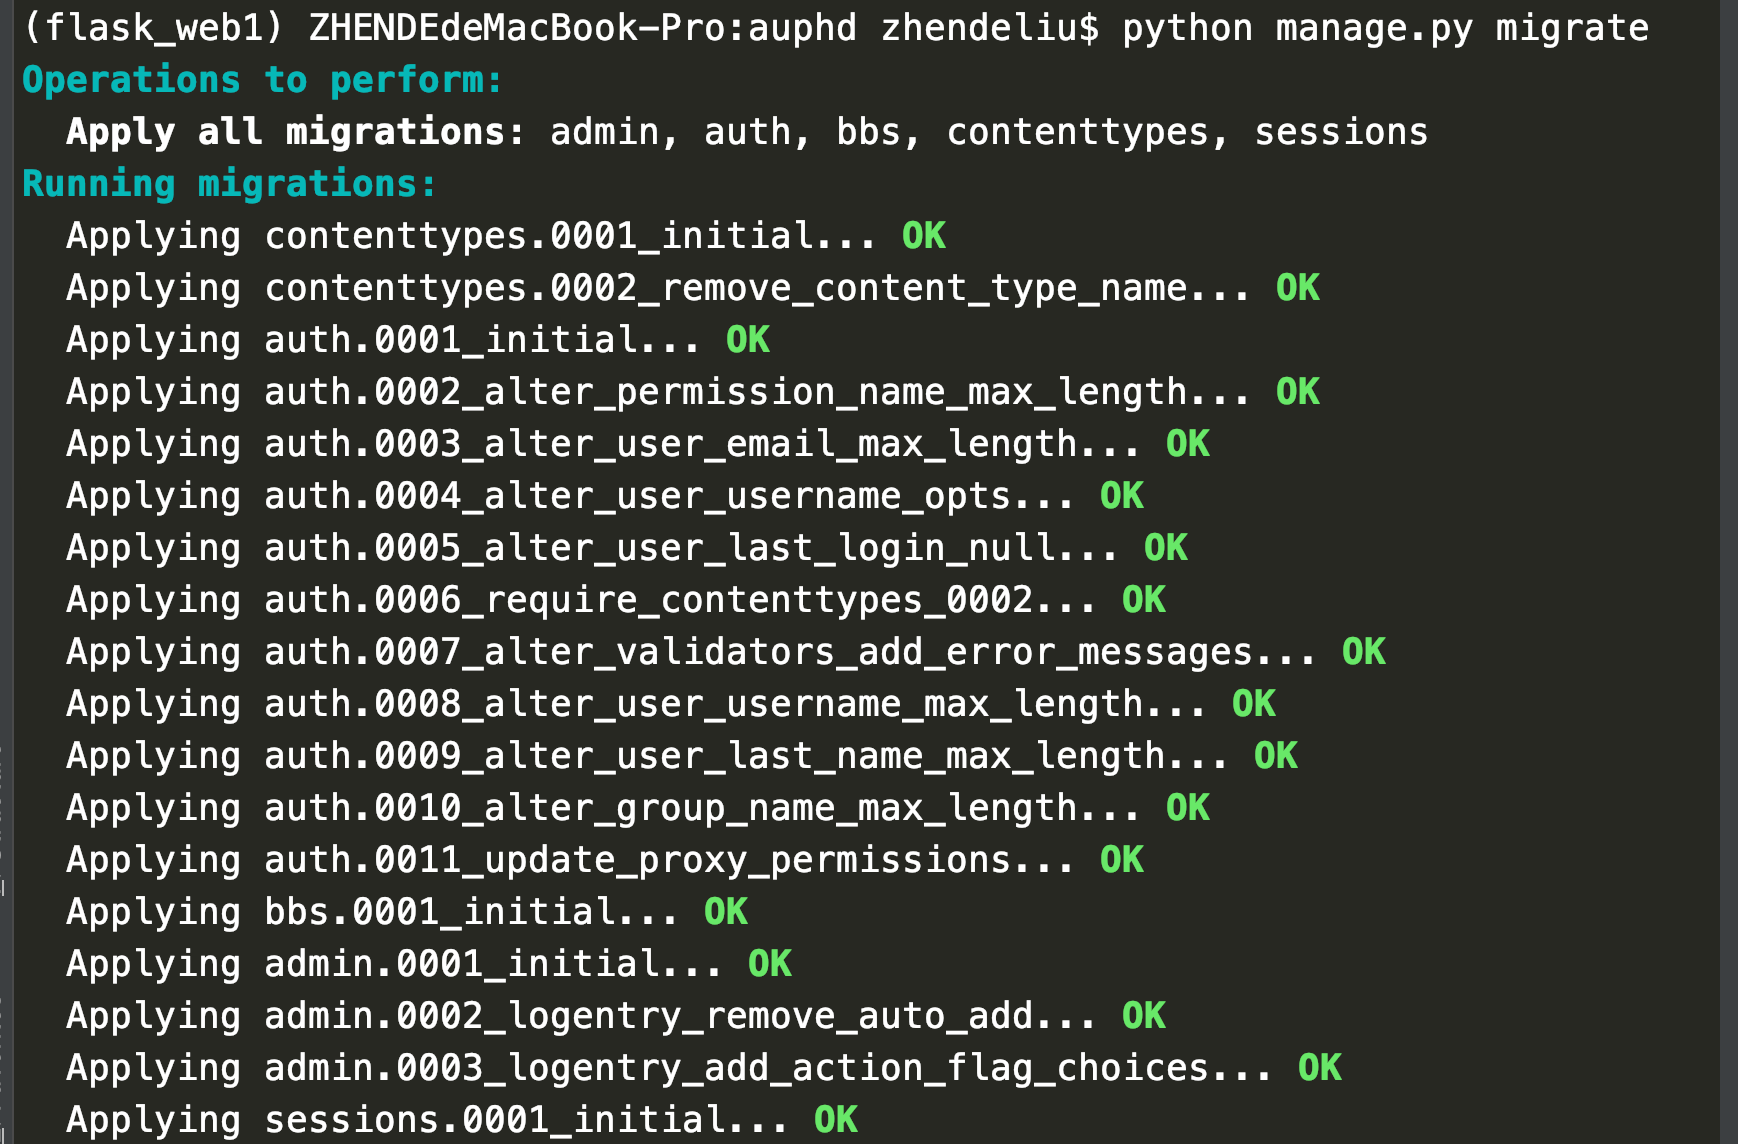 (flask_web1) ZHENDEdeMacBook-Pro:auphd zhendeliu$ python manage.py migrate
Operations to perform:
  Apply all migrations: admin, auth, bbs, contenttypes, sessions
Running migrations:
  Applying contenttypes.0001_initial... OK
  Applying contenttypes.0002_remove_content_type_name... OK
  Applying auth.0001_initial... OK
  Applying auth.0002_alter_permission_name_max_length... OK
  Applying auth.0003_alter_user_email_max_length... OK
  Applying auth.0004_alter_user_username_opts... OK
  Applying auth.0005_alter_user_last_login_null... OK
  Applying auth.0006_require_contenttypes_0002... OK
  Applying auth.0007_alter_validators_add_error_messages... OK
  Applying auth.0008_alter_user_username_max_length... OK
  Applying auth.0009_alter_user_last_name_max_length... OK
  Applying auth.0010_alter_group_name_max_length... OK
  Applying auth.0011_update_proxy_permissions... OK
  Applying bbs.0001_initial... OK
  Applying admin.0001_initial... OK
  Applying admin.0002_logentry_remove_auto_add... OK
  Applying admin.0003_logentry_add_action_flag_choices... OK
  Applying sessions.0001_initial... OK